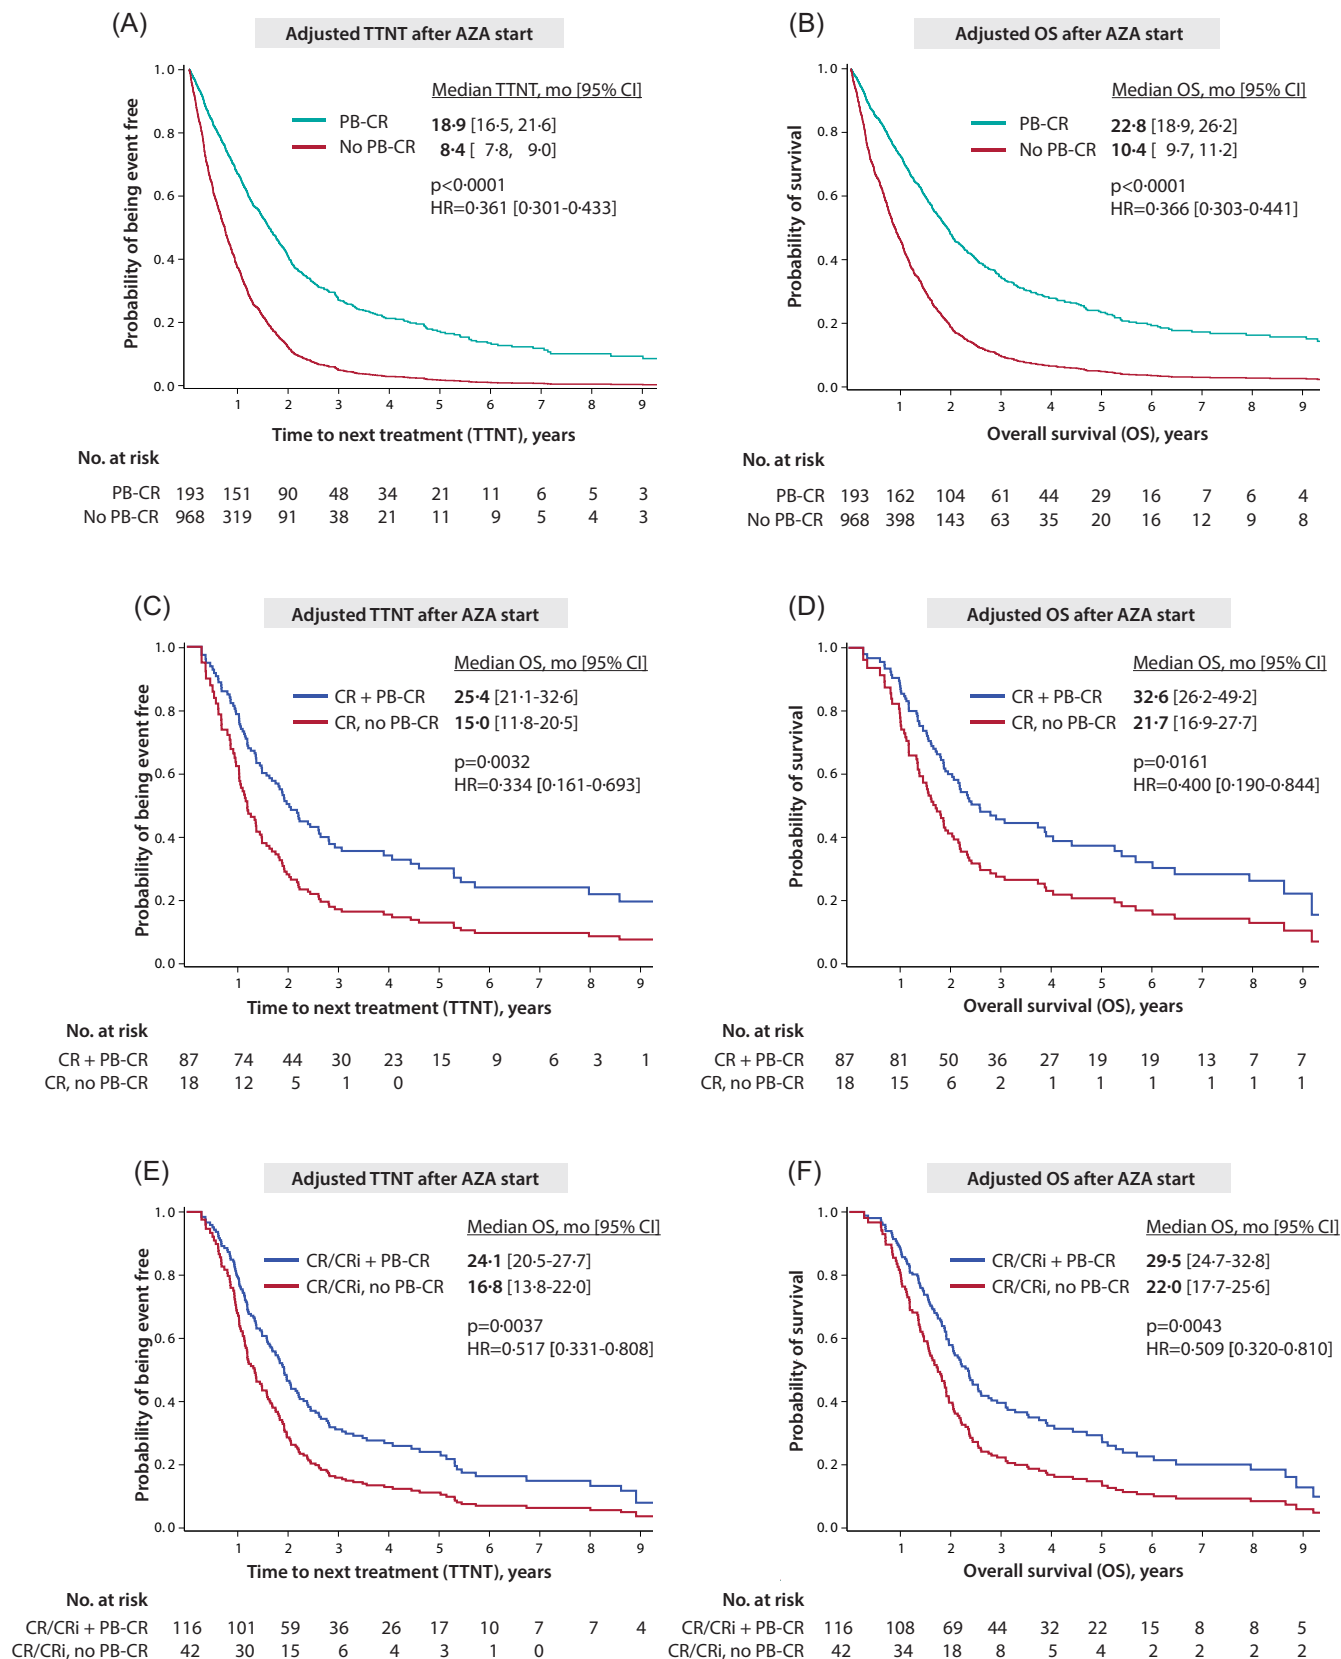 (A)
Adjusted TTNT after AZA start
Median TTNT, mo [95% CI]
PB-CR 18·9 [16·5, 21·6]
No PB-CR 8·4 [ 7·8, 9·0]
p<0·0001
HR=0·361 [0·301-0·433]
Probability of being event free
1.0
0.8
0.6
0.4
0.2
0.0
1 2 3 4 5 6 7 8 9
Time to next treatment (TTNT), years
No. at risk
PB-CR 193 151 90 48 34 21 11 6 5 3
No PB-CR 968 319 91 38 21 11 9 5 4 3
(B)
Adjusted OS after AZA start
Median OS, mo [95% CI]
PB-CR 22·8 [18·9, 26·2]
No PB-CR 10·4 [ 9·7, 11·2]
p<0·0001
HR=0·366 [0·303-0·441]
Probability of survival
1.0
0.8
0.6
0.4
0.2
0.0
1 2 3 4 5 6 7 8 9
Overall survival (OS), years
No. at risk
PB-CR 193 162 104 61 44 29 16 7 6 4
No PB-CR 968 398 143 63 35 20 16 12 9 8
(C)
Adjusted TTNT after AZA start
Median OS, mo [95% CI]
CR + PB-CR 25·4 [21·1-32·6]
CR, no PB-CR 15·0 [11·8-20·5]
p=0·0032
HR=0·334 [0·161-0·693]
Probability of being event free
1.0
0.8
0.6
0.4
0.2
0.0
1 2 3 4 5 6 7 8 9
Time to next treatment (TTNT), years
No. at risk
CR + PB-CR 87 74 44 30 23 15 9 6 3 1
CR, no PB-CR 18 12 5 1 0
(D)
Adjusted OS after AZA start
Median OS, mo [95% CI]
CR + PB-CR 32·6 [26·2-49·2]
CR, no PB-CR 21·7 [16·9-27·7]
p=0·0161
HR=0·400 [0·190-0·844]
Probability of survival
1.0
0.8
0.6
0.4
0.2
0.0
1 2 3 4 5 6 7 8 9
Overall survival (OS), years
No. at risk
CR + PB-CR 87 81 50 36 27 19 19 13 7 7
CR, no PB-CR 18 15 6 2 1 1 1 1 1 1
(E)
Adjusted TTNT after AZA start
Median OS, mo [95% CI]
CR/CRi + PB-CR 24·1 [20·5-27·7]
CR/CRi, no PB-CR 16·8 [13·8-22·0]
p=0·0037
HR=0·517 [0·331-0·808]
Probability of being event free
1.0
0.8
0.6
0.4
0.2
0.0
1 2 3 4 5 6 7 8 9
Time to next treatment (TTNT), years
No. at risk
CR/CRi + PB-CR 116 101 59 36 26 17 10 7 7 4
CR/CRi, no PB-CR 42 30 15 6 4 3 1 0
(F)
Adjusted OS after AZA start
Median OS, mo [95% CI]
CR/CRi + PB-CR 29·5 [24·7-32·8]
CR/CRi, no PB-CR 22·0 [17·7-25·6]
p=0·0043
HR=0·509 [0·320-0·810]
Probability of survival
1.0
0.8
0.6
0.4
0.2
0.0
1 2 3 4 5 6 7 8 9
Overall survival (OS), years
No. at risk
CR/CRi + PB-CR 116 108 69 44 32 22 15 8 8 5
CR/CRi, no PB-CR 42 34 18 8 5 4 2 2 2 2